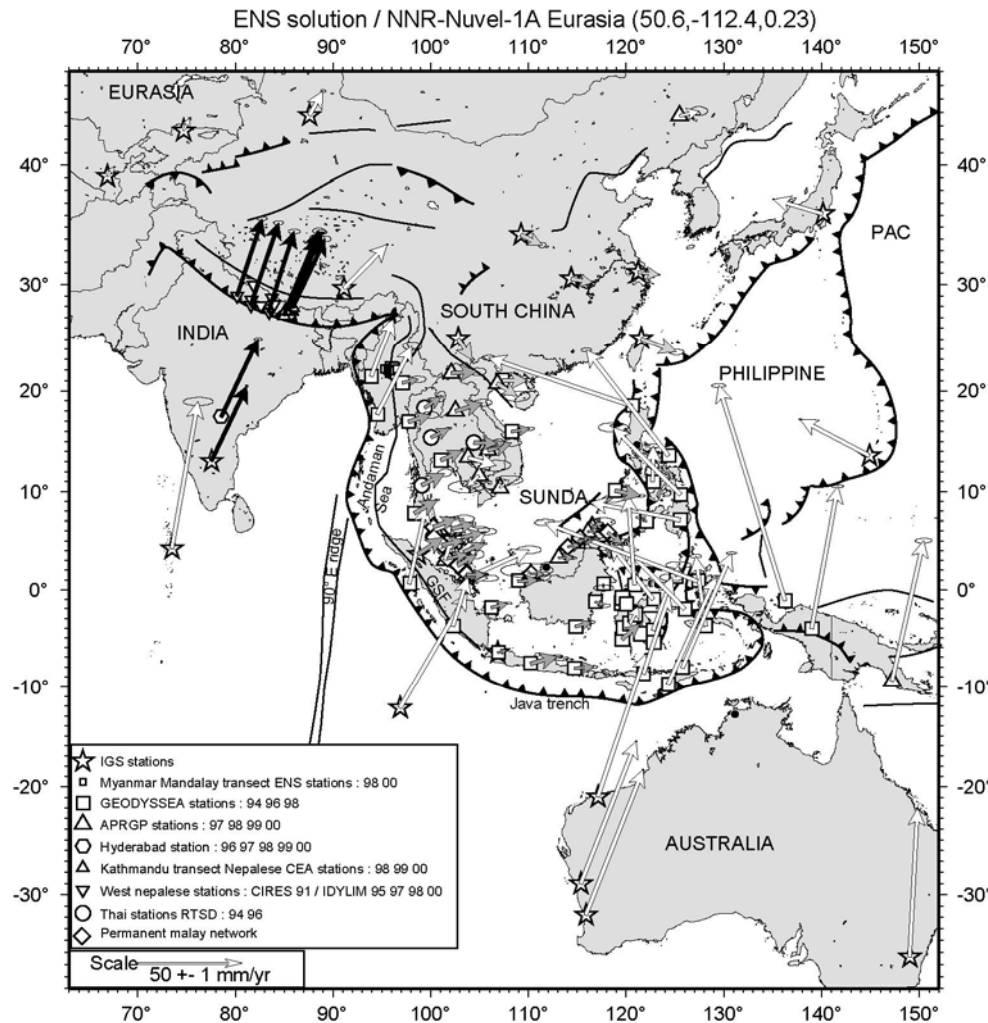 ENS solution / NNR-Nuvel-1A Eurasia (50.6,-112.4,0.23)
70° 80° 90° 100° 110° 120° 130° 140° 150°
EURASIA
40° 40°
PAC
30° 30°
SOUTH CHINA
INDIA
20° 20°
PHILIPPINE
Andaman
Sea
10° 10°
SUNDA
90° E ridge
GSF
0° 0°
-10° -10°
Java trench
-20° -20°
AUSTRALIA
-30° -30°
IGS stations
Myanmar Mandalay transect ENS stations : 98 00
GEODYSSEA stations : 94 96 98
APRGP stations : 97 98 99 00
Hyderabad station : 96 97 98 99 00
Kathmandu transect Nepalese CEA stations : 98 99 00
West nepalese stations : CIRES 91 / IDYLIM 95 97 98 00
Thai stations RTSD : 94 96
Permanent malay network
Scale
50 +- 1 mm/yr
70° 80° 90° 100° 110° 120° 130° 140° 150°